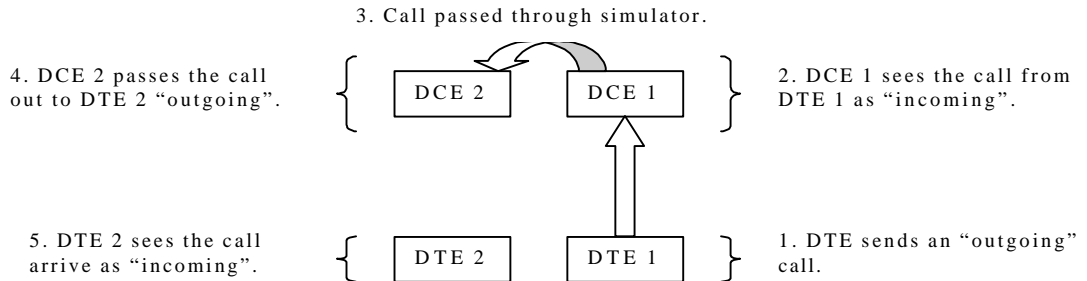 3. Call passed through simulator.
4. DCE 2 passes the call
out to DTE 2 “outgoing”.
DCE 2
DCE 1
2. DCE 1 sees the call from
DTE 1 as “incoming”.
5. DTE 2 sees the call
arrive as “incoming”.
DTE 2
DTE 1
1. DTE sends an “outgoing”
call.